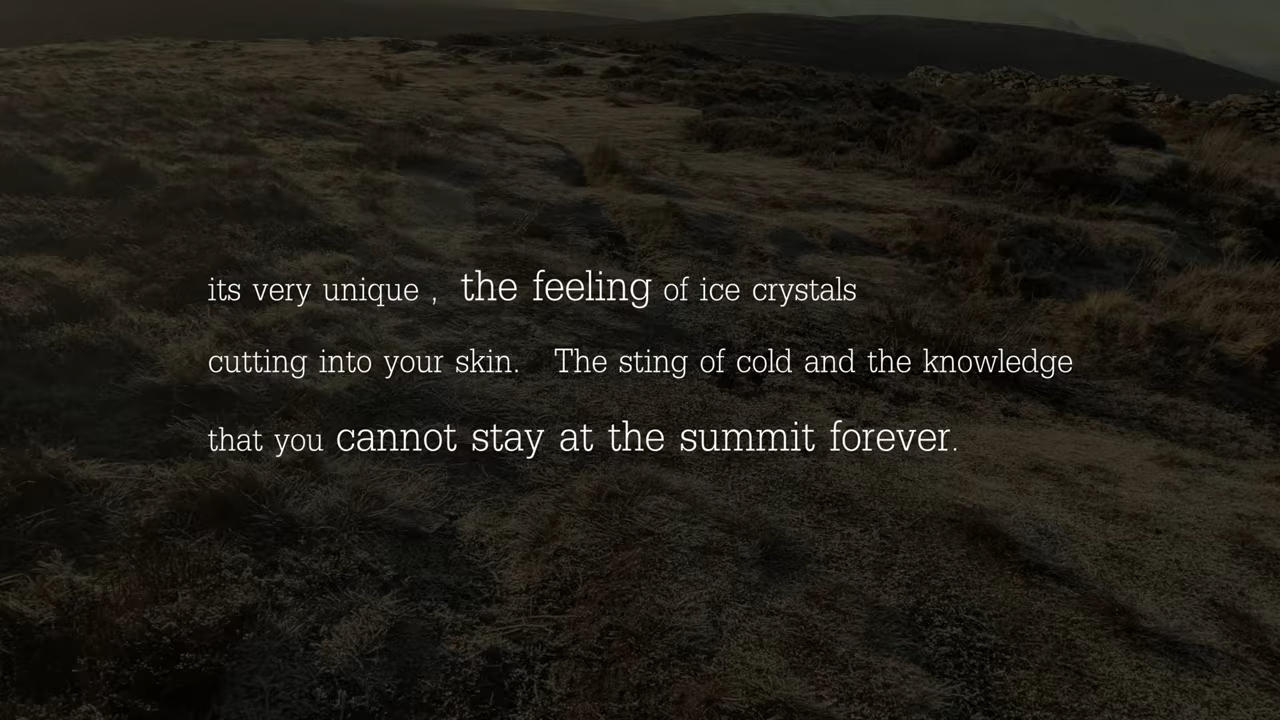 its very unique , the feeling of ice crystals
cutting into your skin. The sting of cold and the knowledge
that you cannot stay at the summit forever.